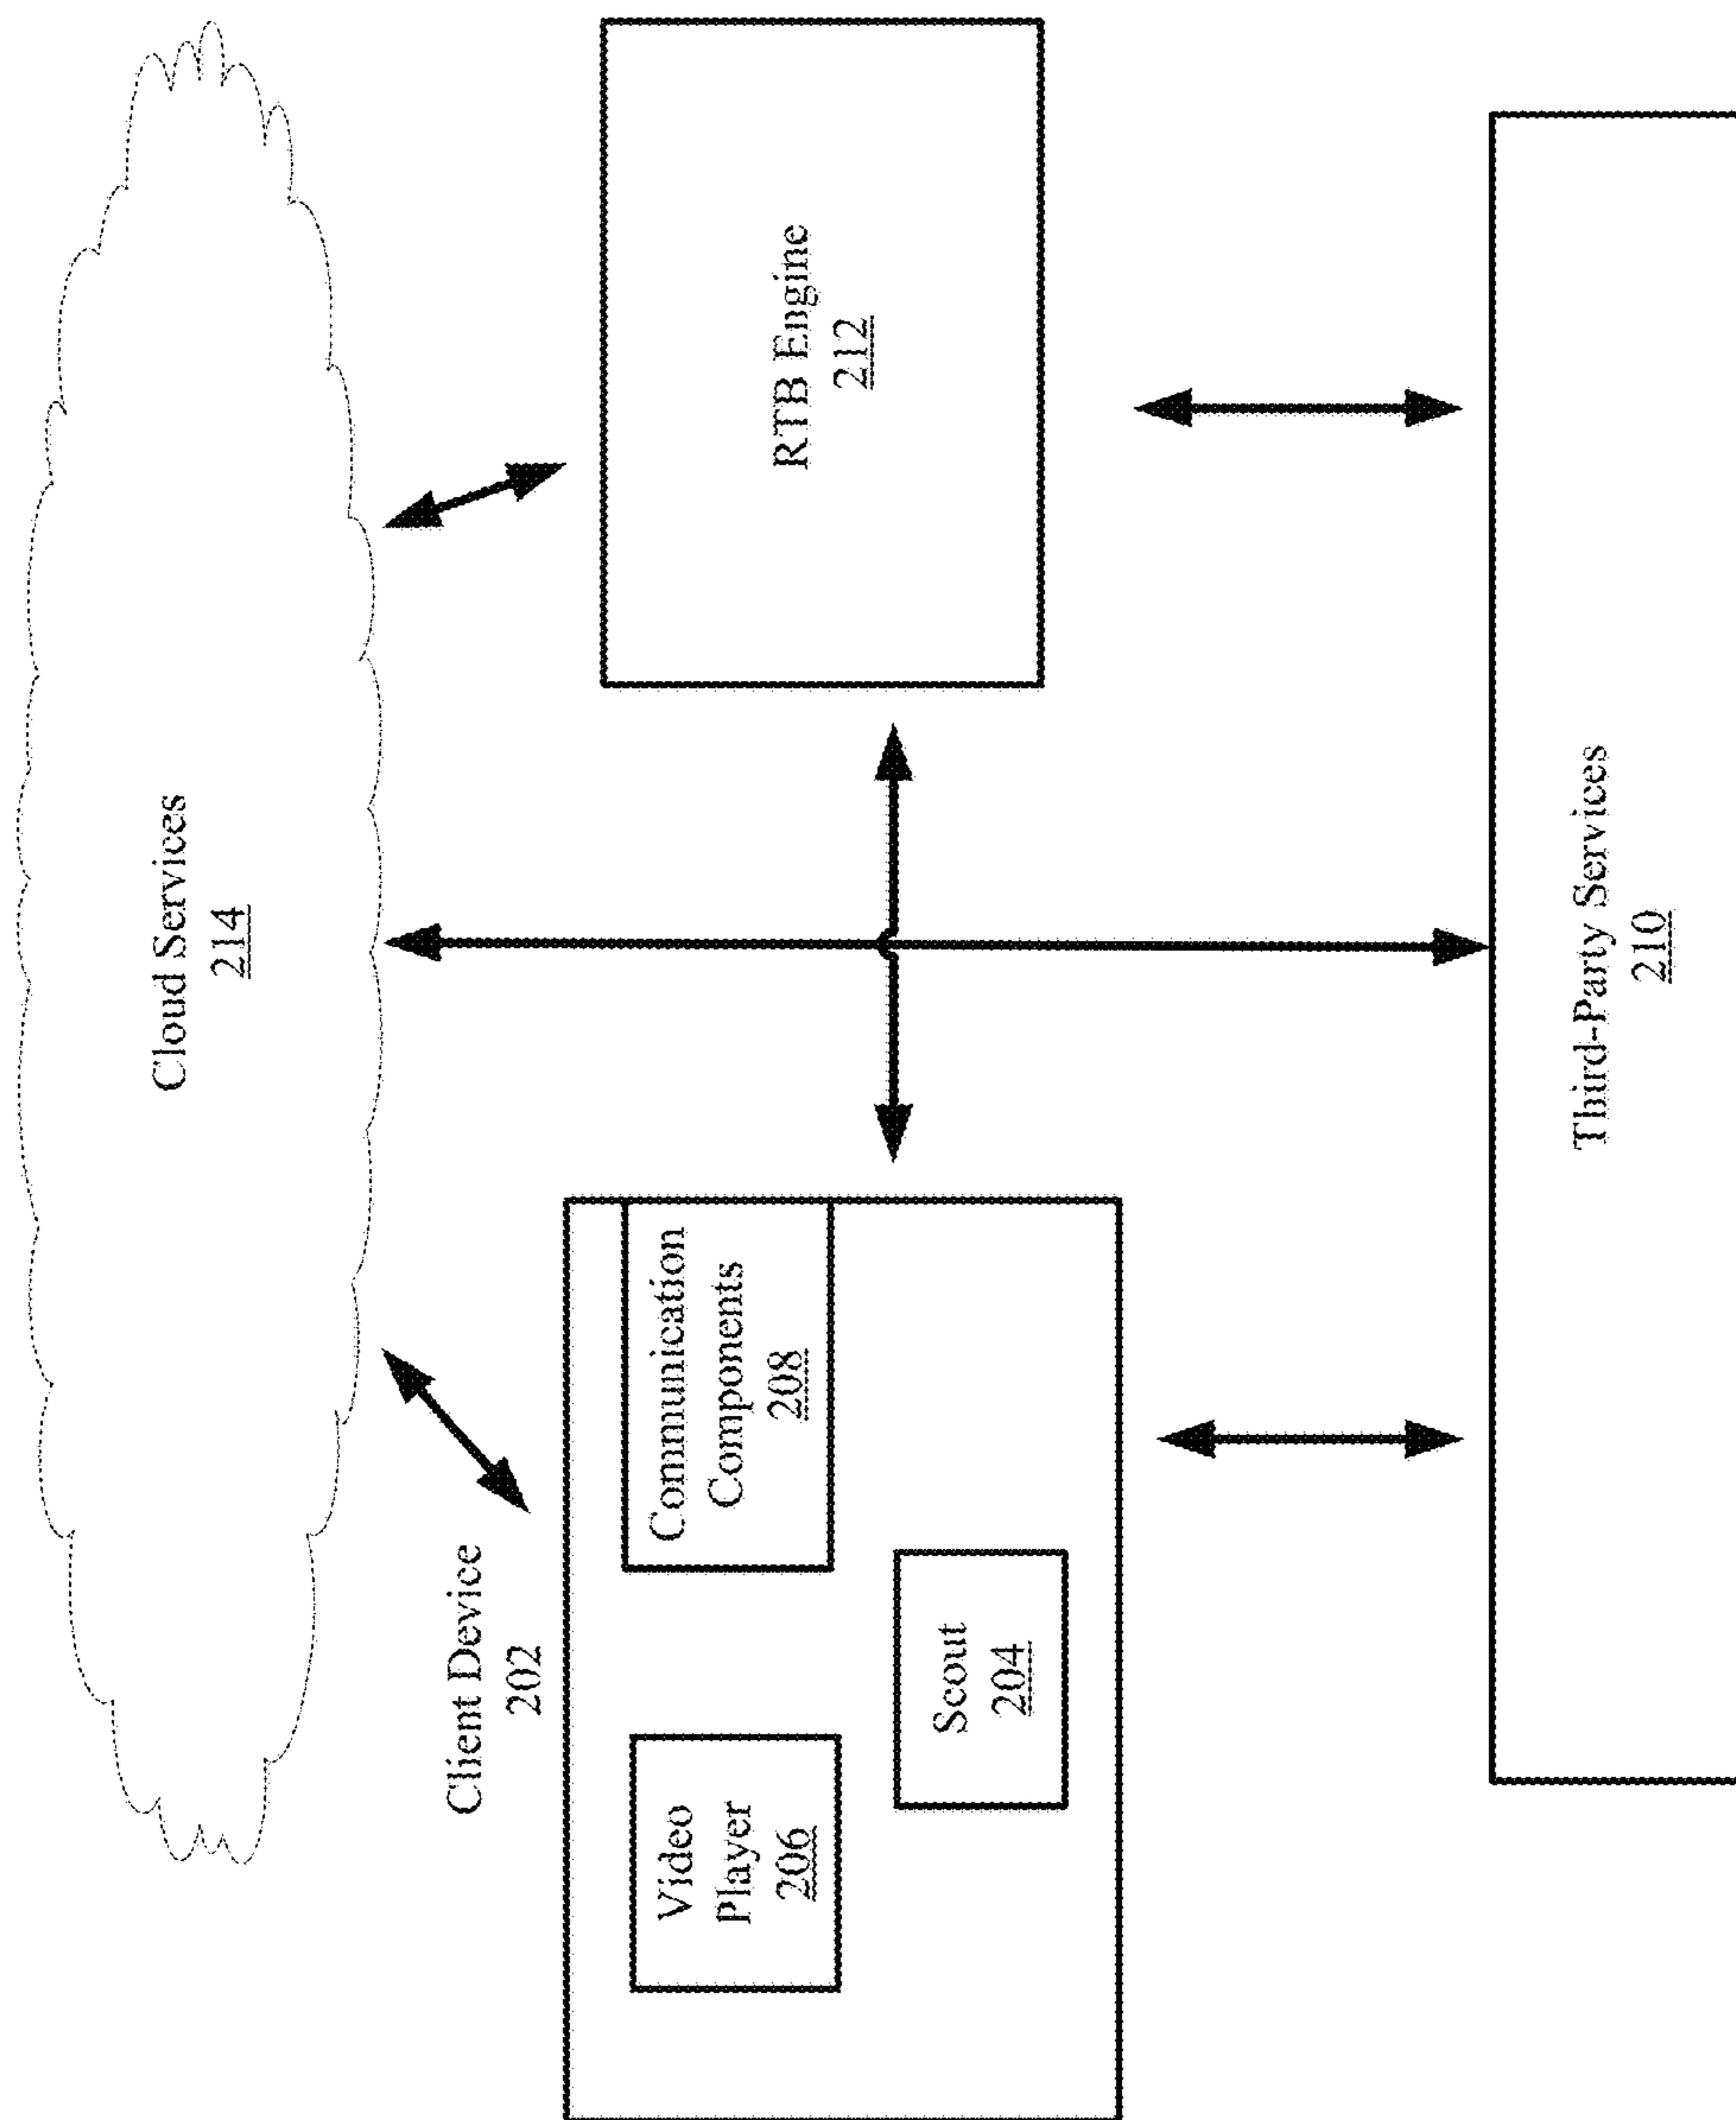 Cloud Services
214
Client Device
202
Video
Player
206
Communication
Components
208
Scout
204
RTB Engine
212
Third-Party Services
210